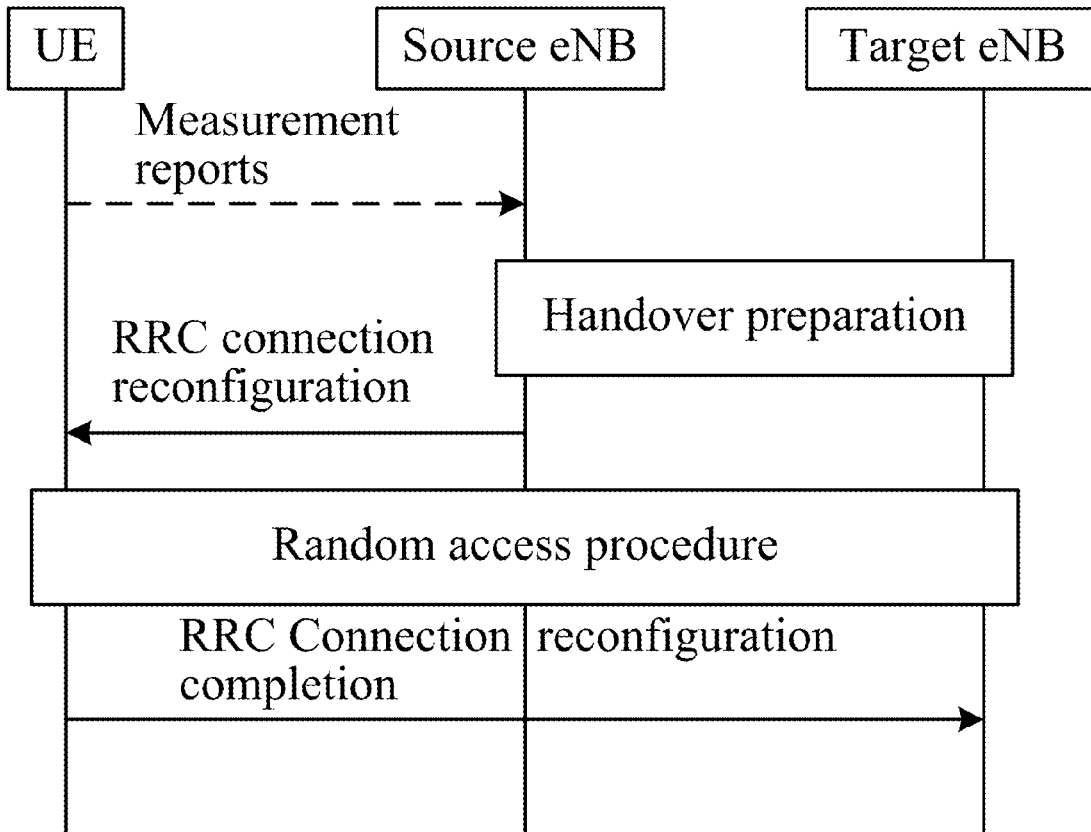 UE
Source eNB
Target eNB
Measurement
reports
Handover preparation
RRC connection
reconfiguration
Random access procedure
RRC Connection reconfiguration
completion